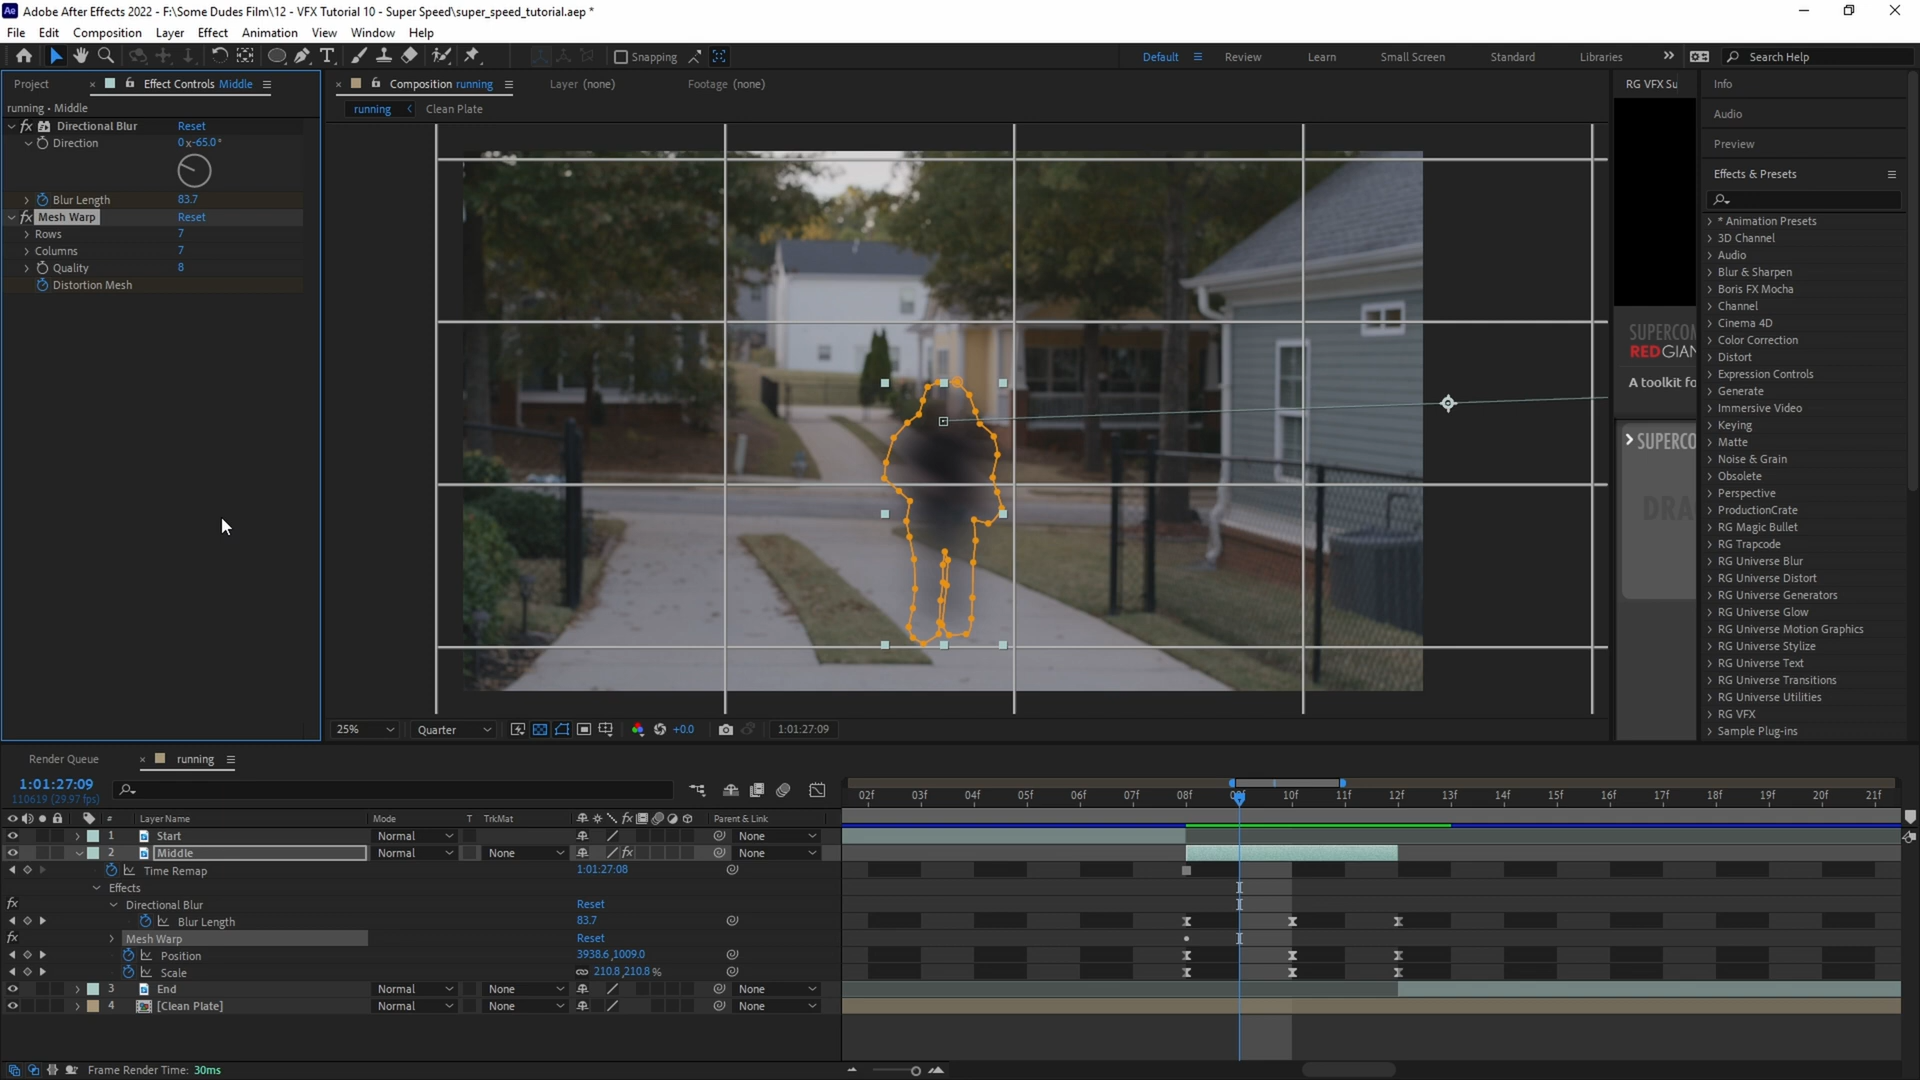 Ae Adobe After Effects 2022 - F:\Some Dudes Film\12 - VFX Tutorial 10 - Super Speed\super_speed_tutorial.aep *
File Edit Composition Layer Effect Animation View Window Help
Snapping Default Review Learn Small Screen Standard Libraries Search Help
Project Effect Controls Middle
Composition running Layer (none) Footage (none)
RG VFX Su
Info
running • Middle
running Clean Plate
Directional Blur Reset
Direction 0x-65.0°
Blur Length 83.7
Mesh Warp Reset
Rows 7
Columns 7
Quality 8
Distortion Mesh
SUPERCOM
REDGIAN
A toolkit fo
SUPERCO
DRA
Audio
Preview
Effects & Presets
* Animation Presets
3D Channel
Audio
Blur & Sharpen
Boris FX Mocha
Channel
Cinema 4D
Color Correction
Distort
Expression Controls
Generate
Immersive Video
Keying
Matte
Noise & Grain
Obsolete
Perspective
ProductionCrate
RG Magic Bullet
RG Trapcode
RG Universe Blur
RG Universe Distort
RG Universe Generators
RG Universe Glow
RG Universe Motion Graphics
RG Universe Stylize
RG Universe Text
RG Universe Transitions
RG Universe Utilities
RG VFX
Sample Plug-ins
25% Quarter +0.0 1:01:27:09
Render Queue running
1:01:27:09
110619 (29.97 fps)
02f 03f 04f 05f 06f 07f 08f 10f 11f 12f 13f 14f 15f 16f 17f 18f 19f 20f 21f
# Layer Name Mode T TrkMat Parent & Link
1 Start Normal None
2 Middle Normal None None
Time Remap 1:01:27:08
Effects
Directional Blur Reset
Blur Length 83.7
Mesh Warp Reset
Position 3938.6,1009.0
Scale 210.8,210.8%
3 End Normal None None
4 [Clean Plate] Normal None None
Frame Render Time: 30ms